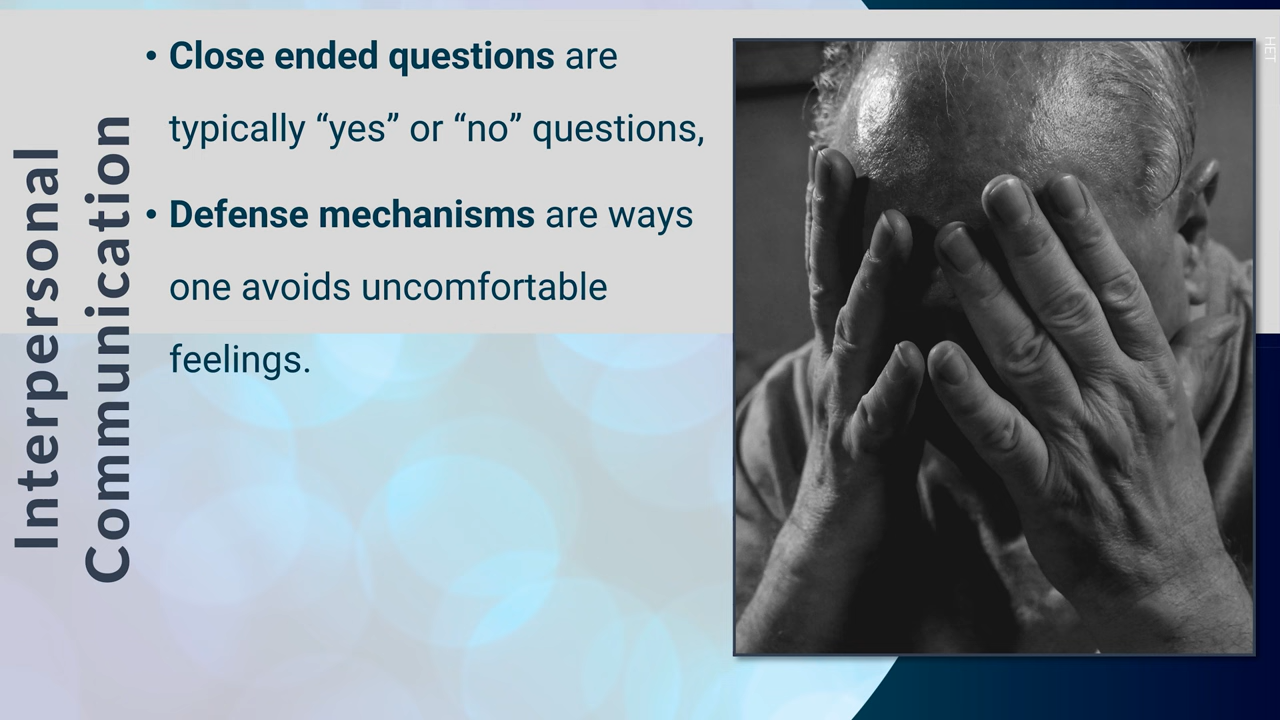 Interpersonal
Communication
• Close ended questions are
typically “yes” or “no” questions,
• Defense mechanisms are ways
one avoids uncomfortable
feelings.
HET